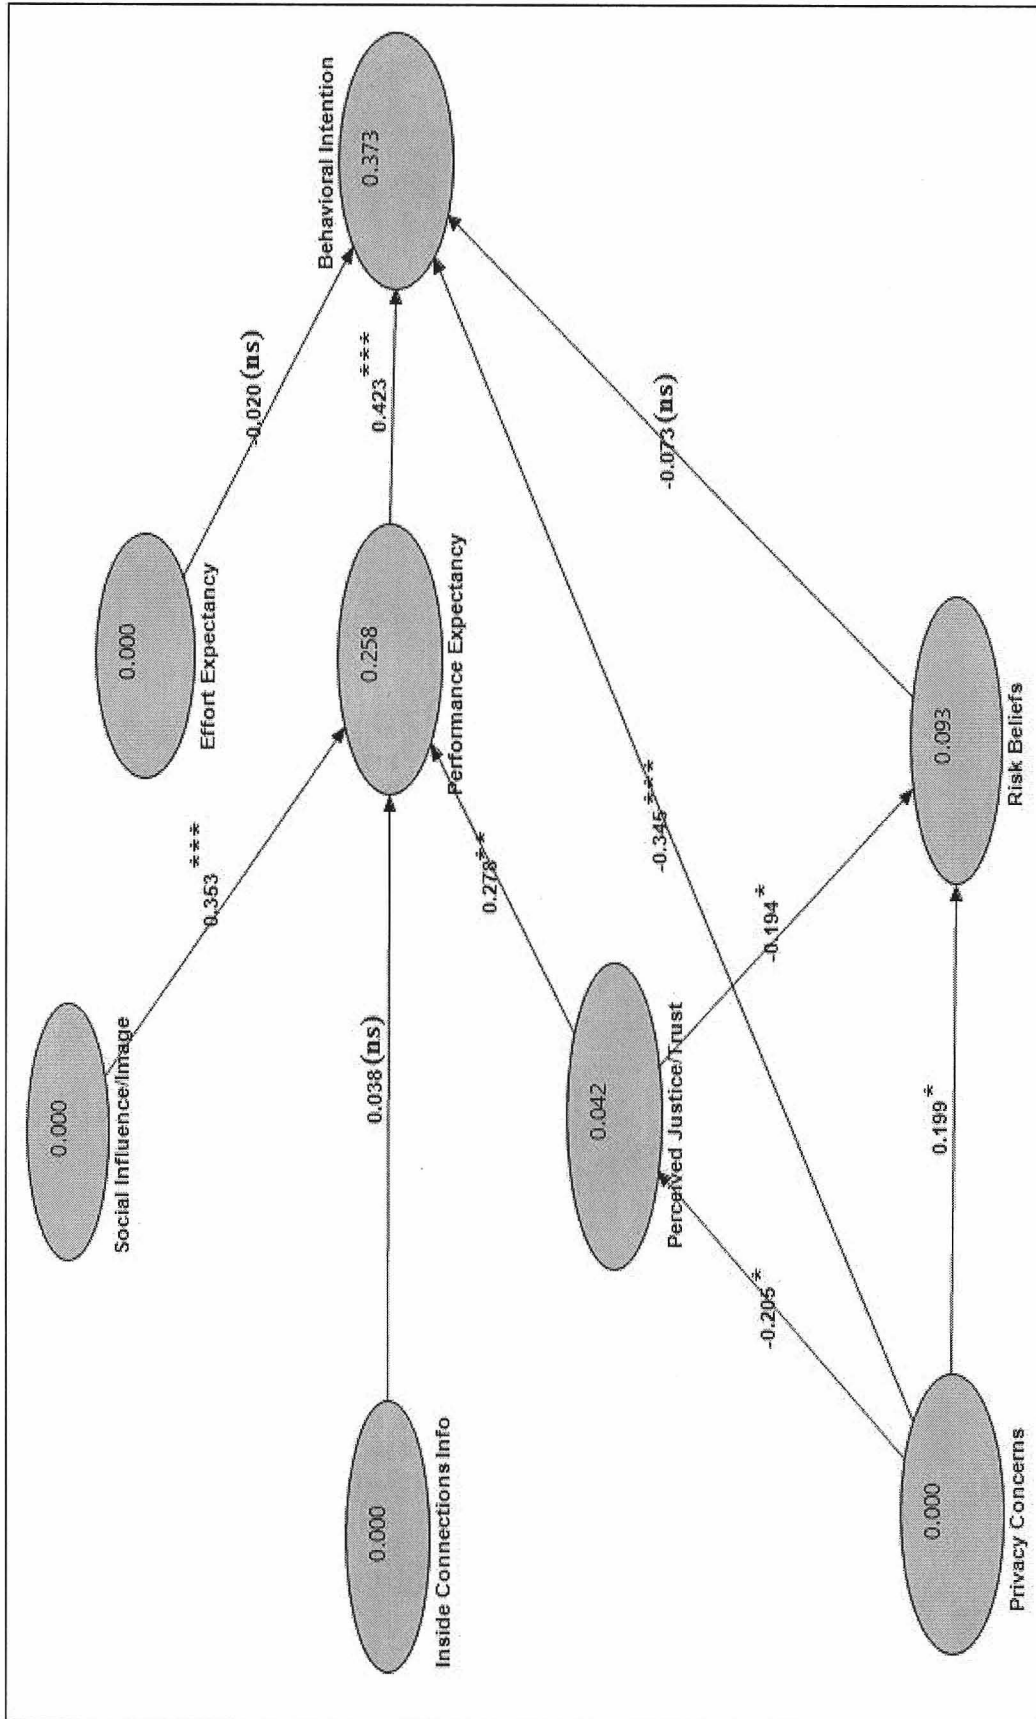 0.000
Social Influence/Image
0.000
Effort Expectancy
0.353 ***
-0.020 (ns)
Behavioral Intention
0.373
0.000
Inside Connections Info
0.038 (ns)
0.258
Performance Expectancy
0.423 ***
0.278 **
0.042
Perceived Justice/Trust
-0.345 ***
-0.073 (ns)
-0.205 *
-0.194 *
0.000
Privacy Concerns
0.199 *
0.093
Risk Beliefs